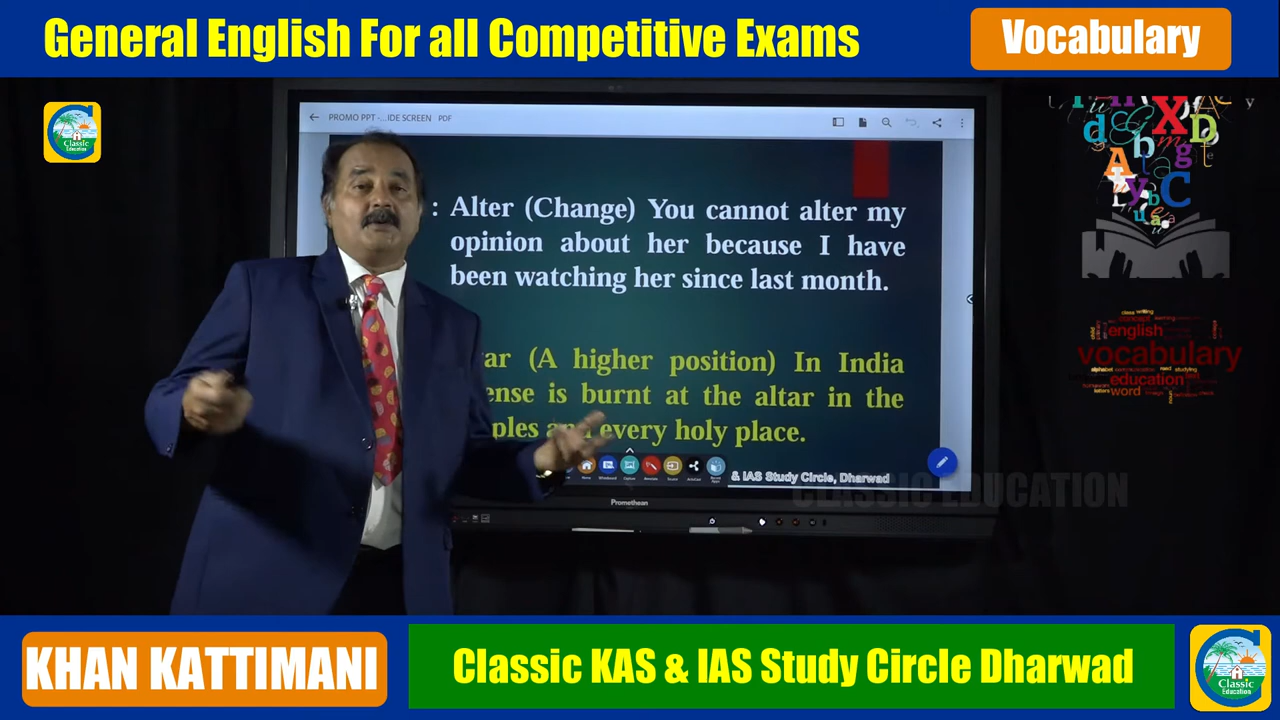 General English For all Competitive Exams
Vocabulary
Classic
Education
PROMO PPT -...IDE SCREEN PDF
: Alter (Change) You cannot alter my
opinion about her because I have
been watching her since last month.
ar (A higher position) In India
ense is burnt at the altar in the
ples and every holy place.
& IAS Study Circle, Dharwad
CLASSIC EDUCATION
Promethean
english
vocabulary
education
word
KHAN KATTIMANI
Classic KAS & IAS Study Circle Dharwad
Classic
Education